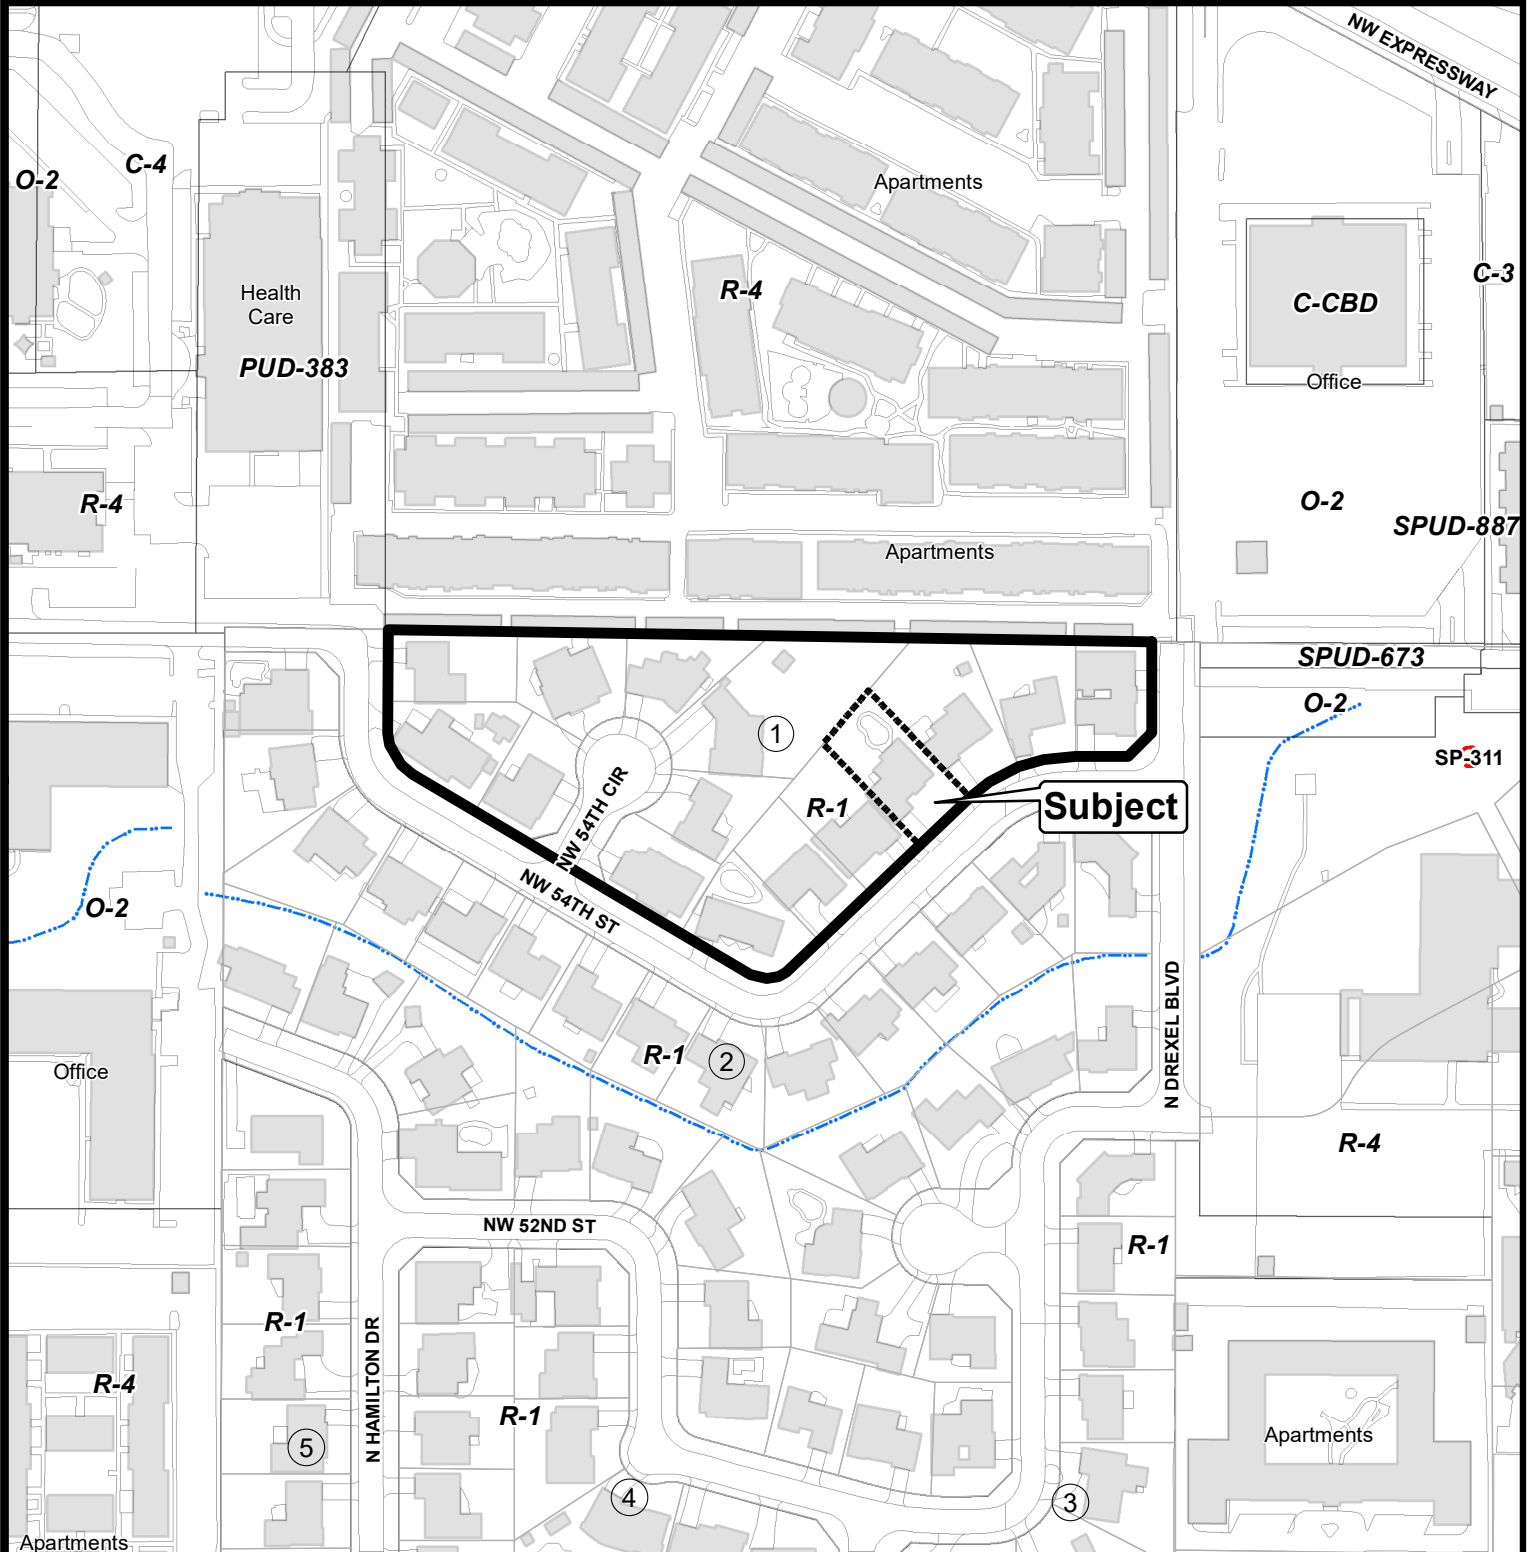 NW EXPRESSWAY
C-4
O-2
Apartments
C-3
R-4
Health
Care
C-CBD
PUD-383
Office
O-2
R-4
SPUD-887
Apartments
SPUD-673
O-2
1
SP-311
R-1
Subject
NW 54TH CIR
NW 54TH ST
O-2
N DREXEL BLVD
R-1
2
Office
R-4
NW 52ND ST
R-1
R-1
N HAMILTON DR
R-4
R-1
5
Apartments
4
3
Apartments